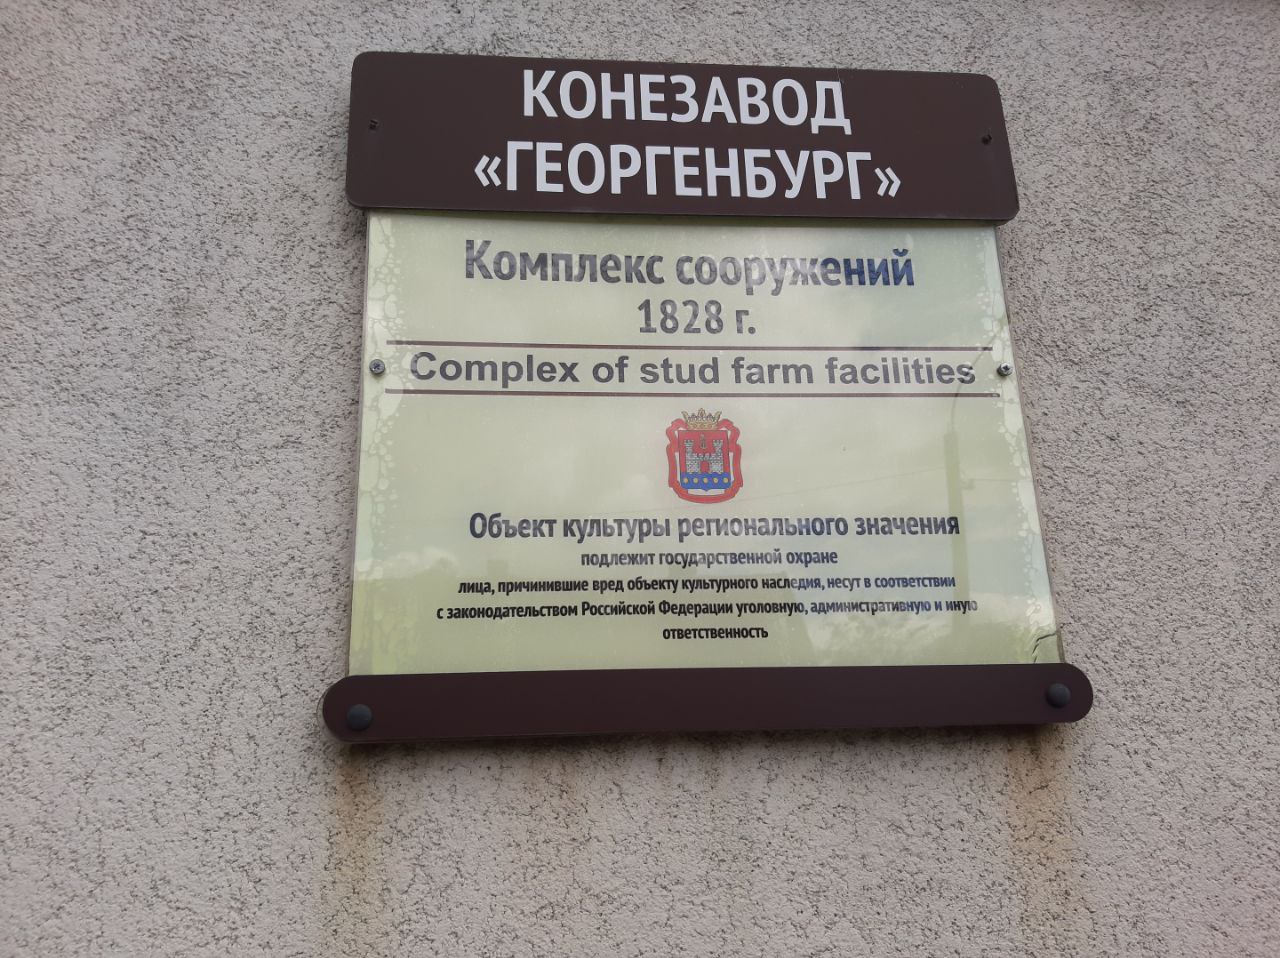 КОНЕЗАВОД
«ГЕОРГЕНБУРГ»
Комплекс сооружений
1828 г.
Complex of stud farm facilities
Объект культуры регионального значения
подлежит государственной охране
лица, причинившие вред объекту культурного наследия, несут в соответствии
с законодательством Российской Федерации уголовную, административную и иную
ответственность